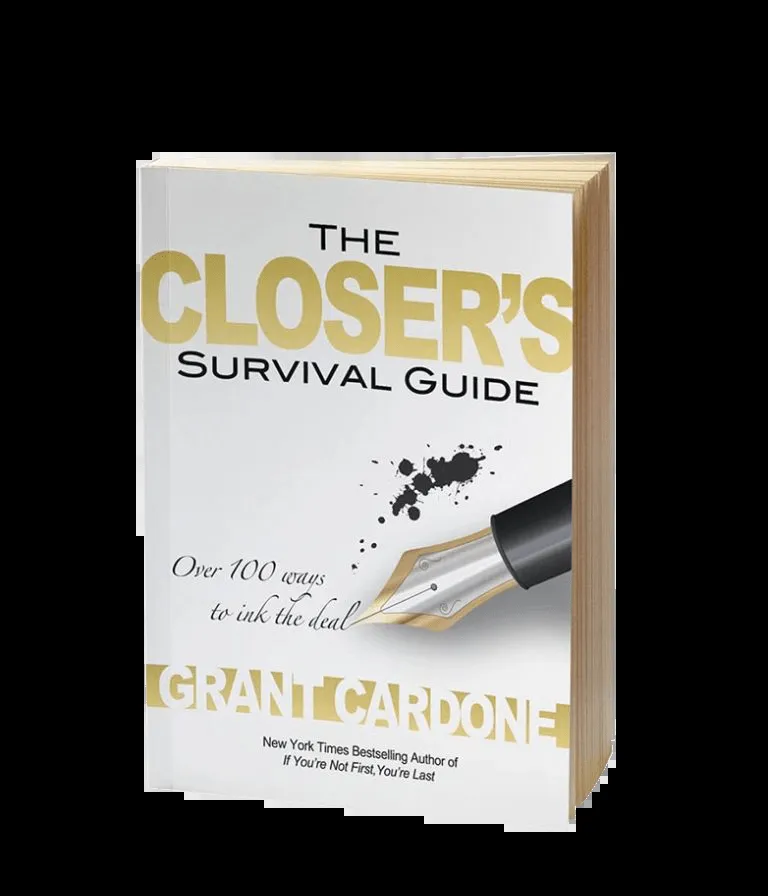 THE
CLOSER'S
SURVIVAL GUIDE
Over 100 ways
to ink the deal
GRANT CARDONE
New York Times Bestselling Author of
If You're Not First, You're Last